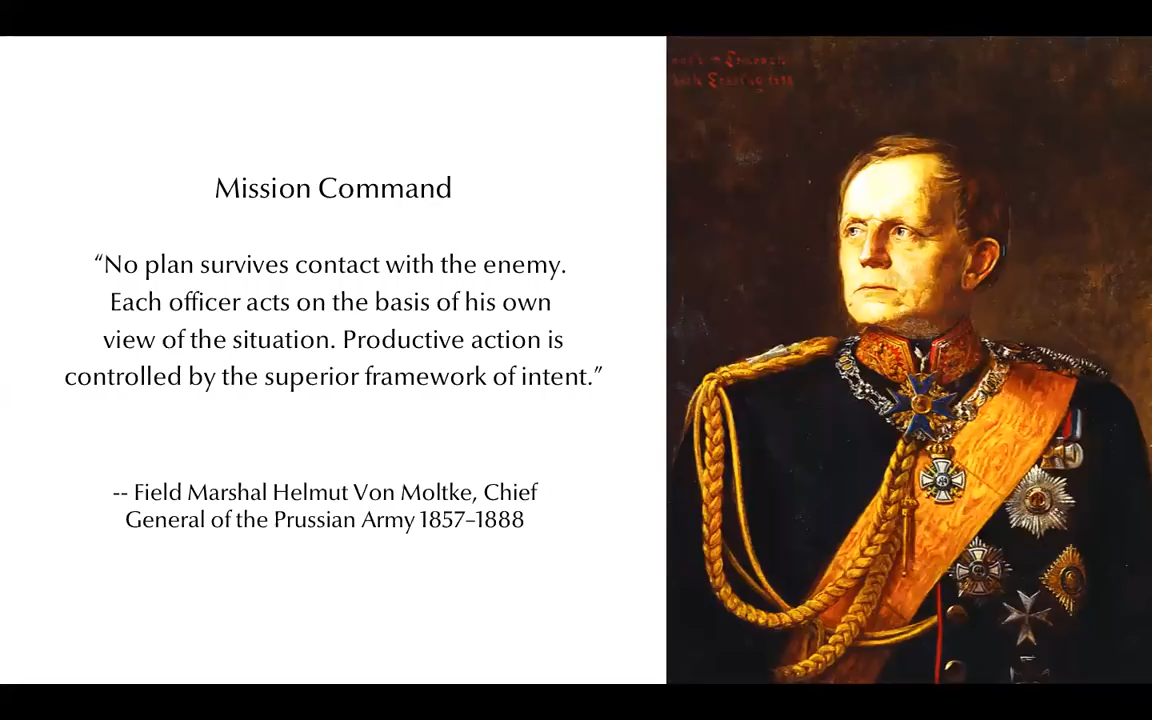 Mission Command
“No plan survives contact with the enemy.
Each officer acts on the basis of his own
view of the situation. Productive action is
controlled by the superior framework of intent.”
-- Field Marshal Helmut Von Moltke, Chief
General of the Prussian Army 1857–1888